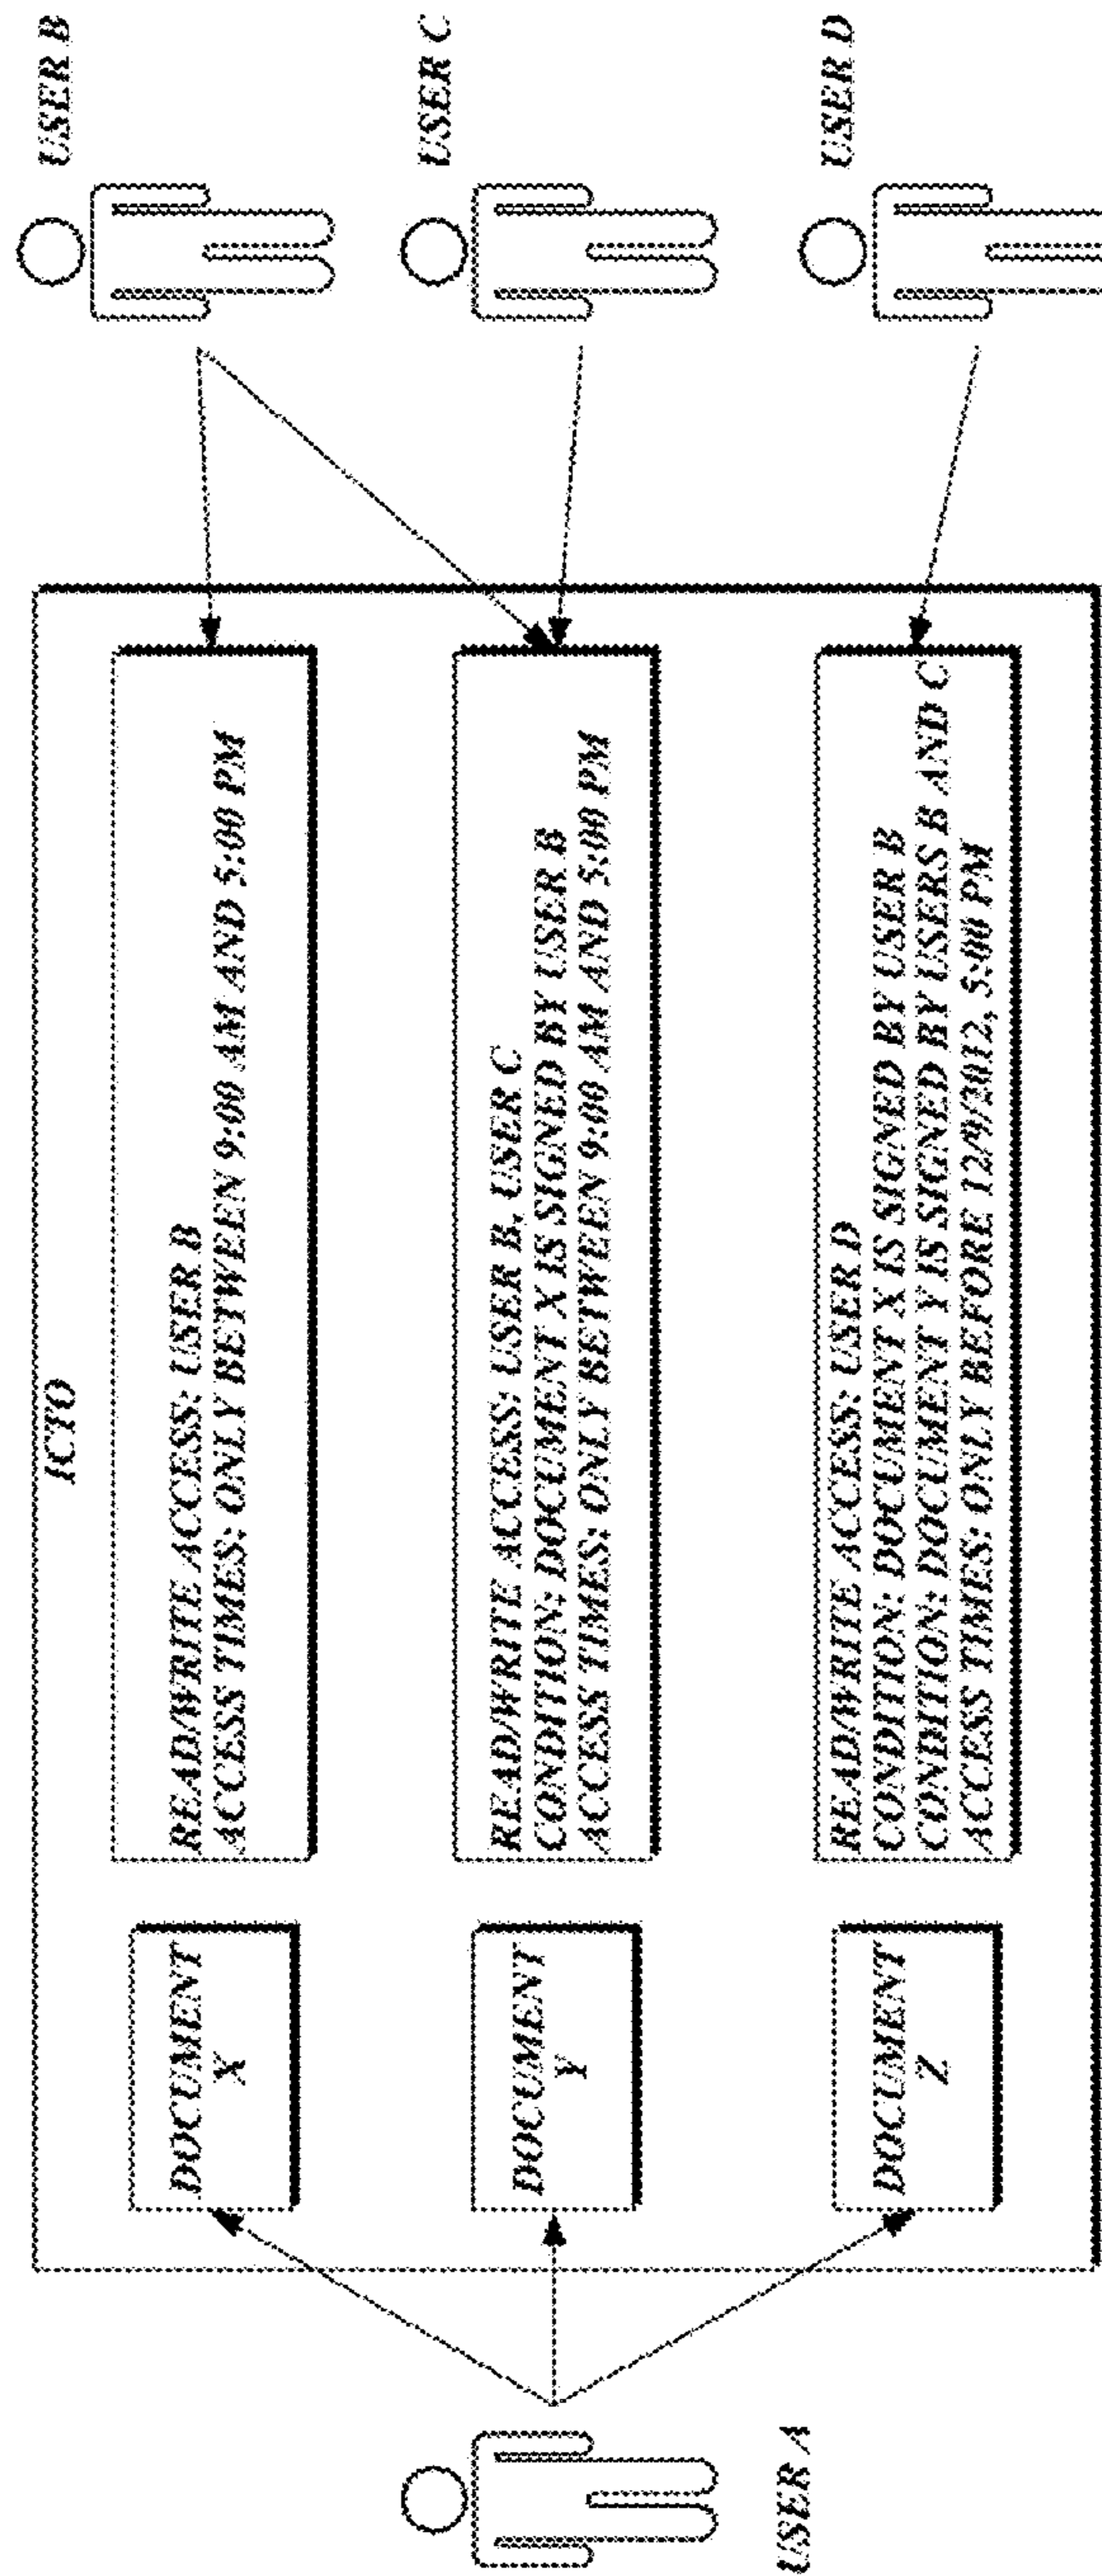 ICTO
USER A
DOCUMENT
X
READ/WRITE ACCESS: USER B
ACCESS TIMES: ONLY BETWEEN 9:00 AM AND 5:00 PM
USER B
DOCUMENT
Y
READ/WRITE ACCESS: USER B, USER C
CONDITION: DOCUMENT X IS SIGNED BY USER B
ACCESS TIMES: ONLY BETWEEN 9:00 AM AND 5:00 PM
USER C
DOCUMENT
Z
READ/WRITE ACCESS: USER D
CONDITION: DOCUMENT X IS SIGNED BY USER B
CONDITION: DOCUMENT Y IS SIGNED BY USERS B AND C
ACCESS TIMES: ONLY BEFORE 12/9/2012, 5:00 PM
USER D